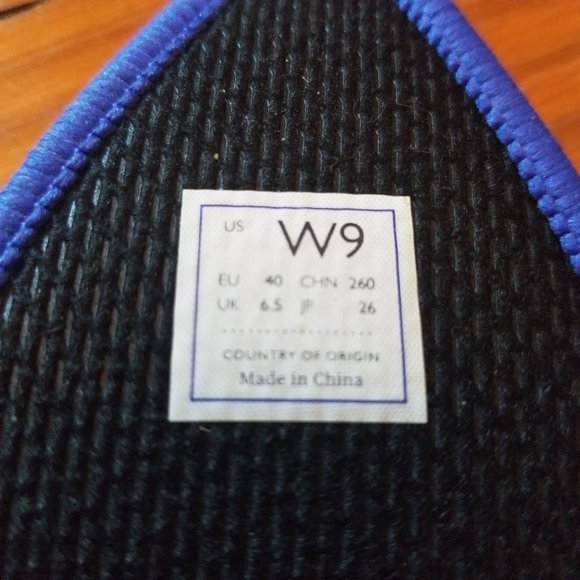 US W9
EU 40 CHN 260
UK 6.5 JP 26
COUNTRY OF ORIGIN
Made in China